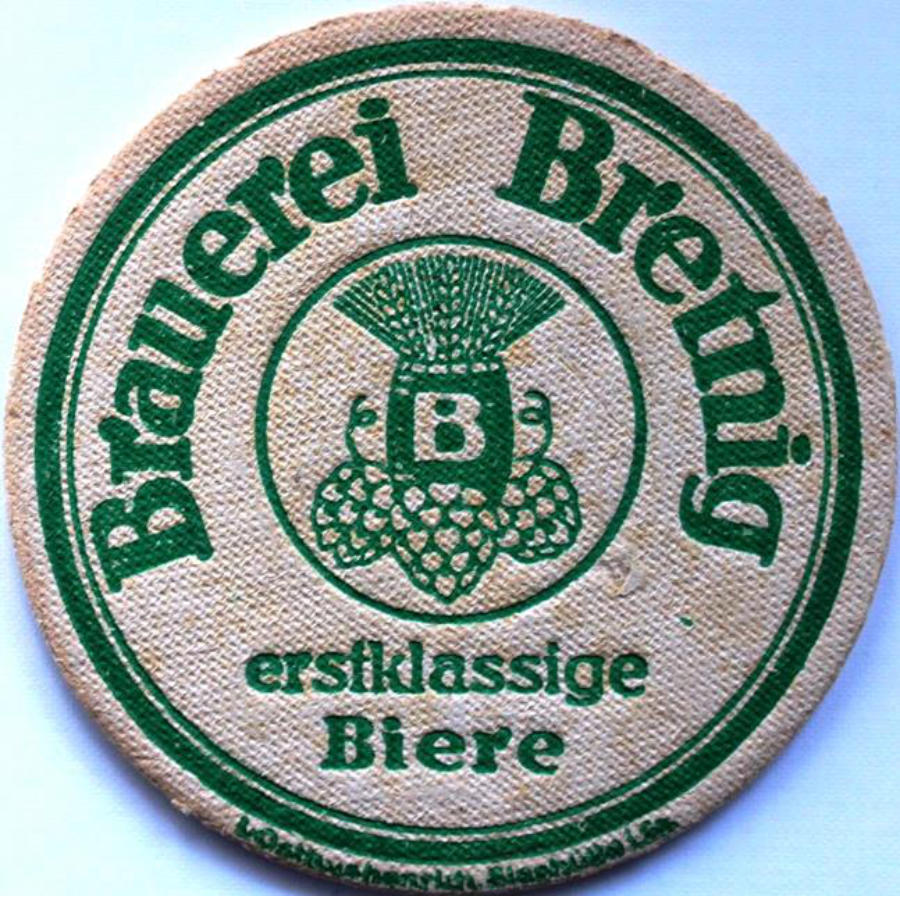 Brauerei Bretnig
B
erstklassige
Biere